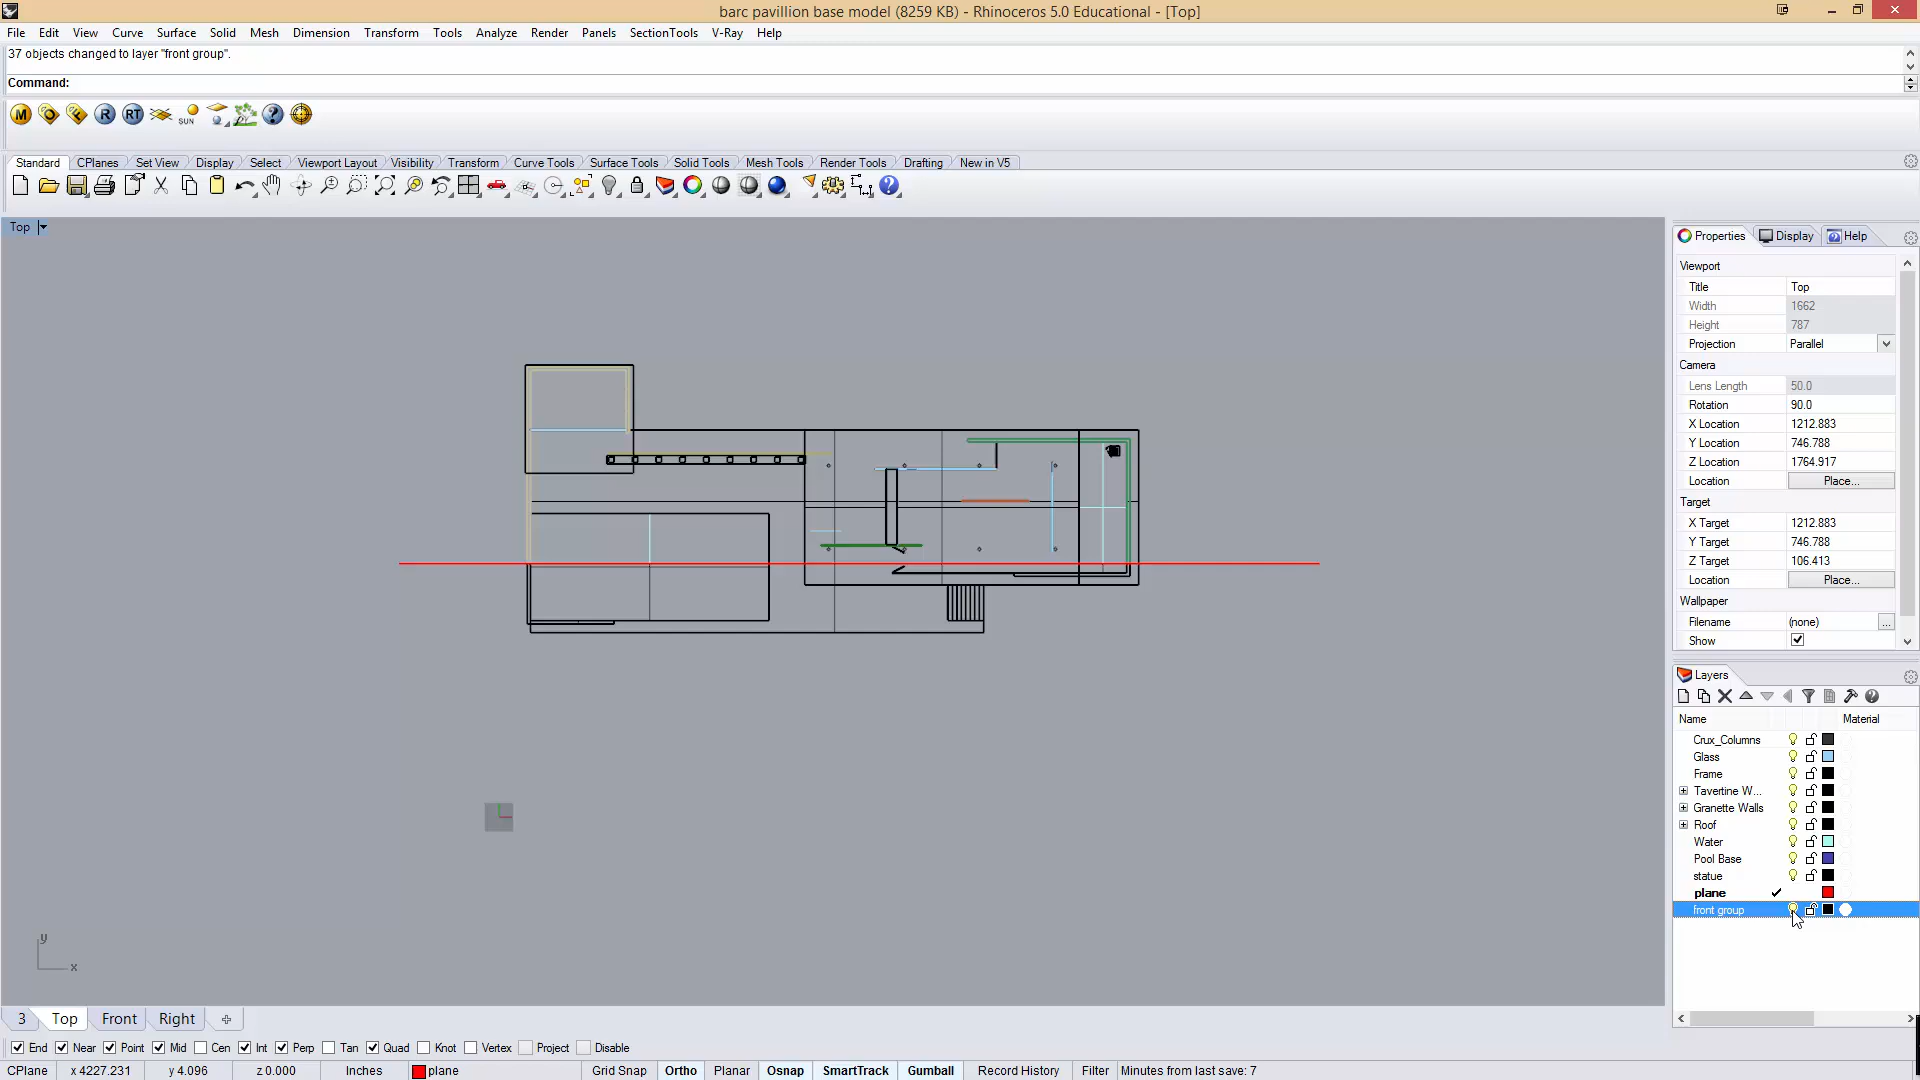 barc pavillion base model (8259 KB) - Rhinoceros 5.0 Educational - [Top]
File Edit View Curve Surface Solid Mesh Dimension Transform Tools Analyze Render Panels SectionTools V-Ray Help
37 objects changed to layer "front group".
Command:
M O F R RT SUN ?
Standard CPlanes Set View Display Select Viewport Layout Visibility Transform Curve Tools Surface Tools Solid Tools Mesh Tools Render Tools Drafting New in V5
Top
Properties Display Help
Viewport
Title Top
Width 1662
Height 787
Projection Parallel
Camera
Lens Length 50.0
Rotation 90.0
X Location 1212.883
Y Location 746.788
Z Location 1764.917
Location Place...
Target
X Target 1212.883
Y Target 746.788
Z Target 106.413
Location Place...
Wallpaper
Filename (none) ...
Show
Layers
Name Material
Crux_Columns
Glass
Frame
Tavertine W...
Granette Walls
Roof
Water
Pool Base
statue
plane
front group
y
x
3 Top Front Right
End Near Point Mid Cen Int Perp Tan Quad Knot Vertex Project Disable
CPlane x 4227.231 y 4.096 z 0.000 Inches plane Grid Snap Ortho Planar Osnap SmartTrack Gumball Record History Filter Minutes from last save: 7